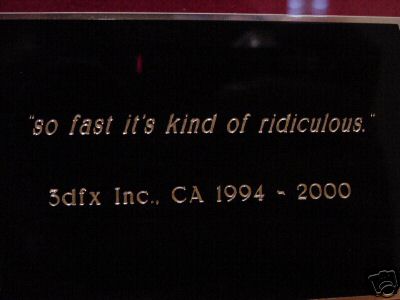 "so fast it's kind of ridiculous."
3dfx Inc., CA 1994 - 2000